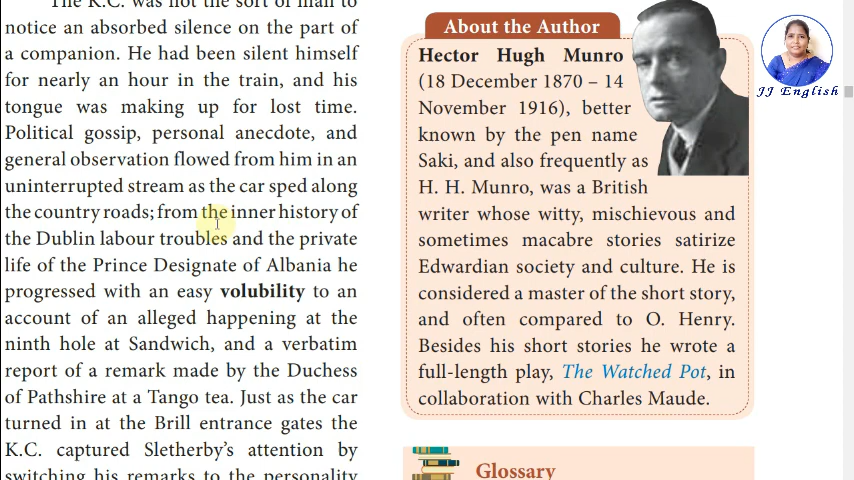 The K.C. was not the sort of man to
notice an absorbed silence on the part of
a companion. He had been silent himself
for nearly an hour in the train, and his
tongue was making up for lost time.
Political gossip, personal anecdote, and
general observation flowed from him in an
uninterrupted stream as the car sped along
the country roads; from the inner history of
the Dublin labour troubles and the private
life of the Prince Designate of Albania he
progressed with an easy volubility to an
account of an alleged happening at the
ninth hole at Sandwich, and a verbatim
report of a remark made by the Duchess
of Pathshire at a Tango tea. Just as the car
turned in at the Brill entrance gates the
K.C. captured Sletherby's attention by
switching his remarks to the personality
About the Author
Hector Hugh Munro
(18 December 1870 – 14
November 1916), better
known by the pen name
Saki, and also frequently as
H. H. Munro, was a British
writer whose witty, mischievous and
sometimes macabre stories satirize
Edwardian society and culture. He is
considered a master of the short story,
and often compared to O. Henry.
Besides his short stories he wrote a
full-length play, The Watched Pot, in
collaboration with Charles Maude.
Glossary
JJ English